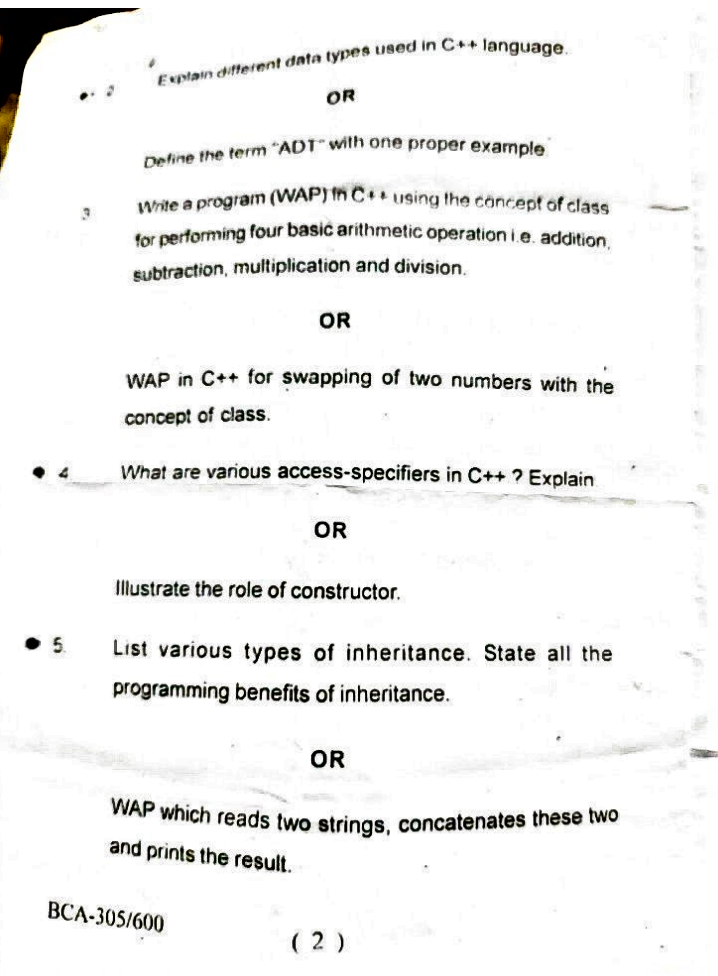 2 Explain different data types used in C++ language.
OR
Define the term "ADT" with one proper example.
3 Write a program (WAP) in C++ using the concept of class
for performing four basic arithmetic operation i.e. addition,
subtraction, multiplication and division.
OR
WAP in C++ for swapping of two numbers with the
concept of class.
4 What are various access-specifiers in C++ ? Explain
OR
Illustrate the role of constructor.
5. List various types of inheritance. State all the
programming benefits of inheritance.
OR
WAP which reads two strings, concatenates these two
and prints the result.
BCA-305/600
( 2 )